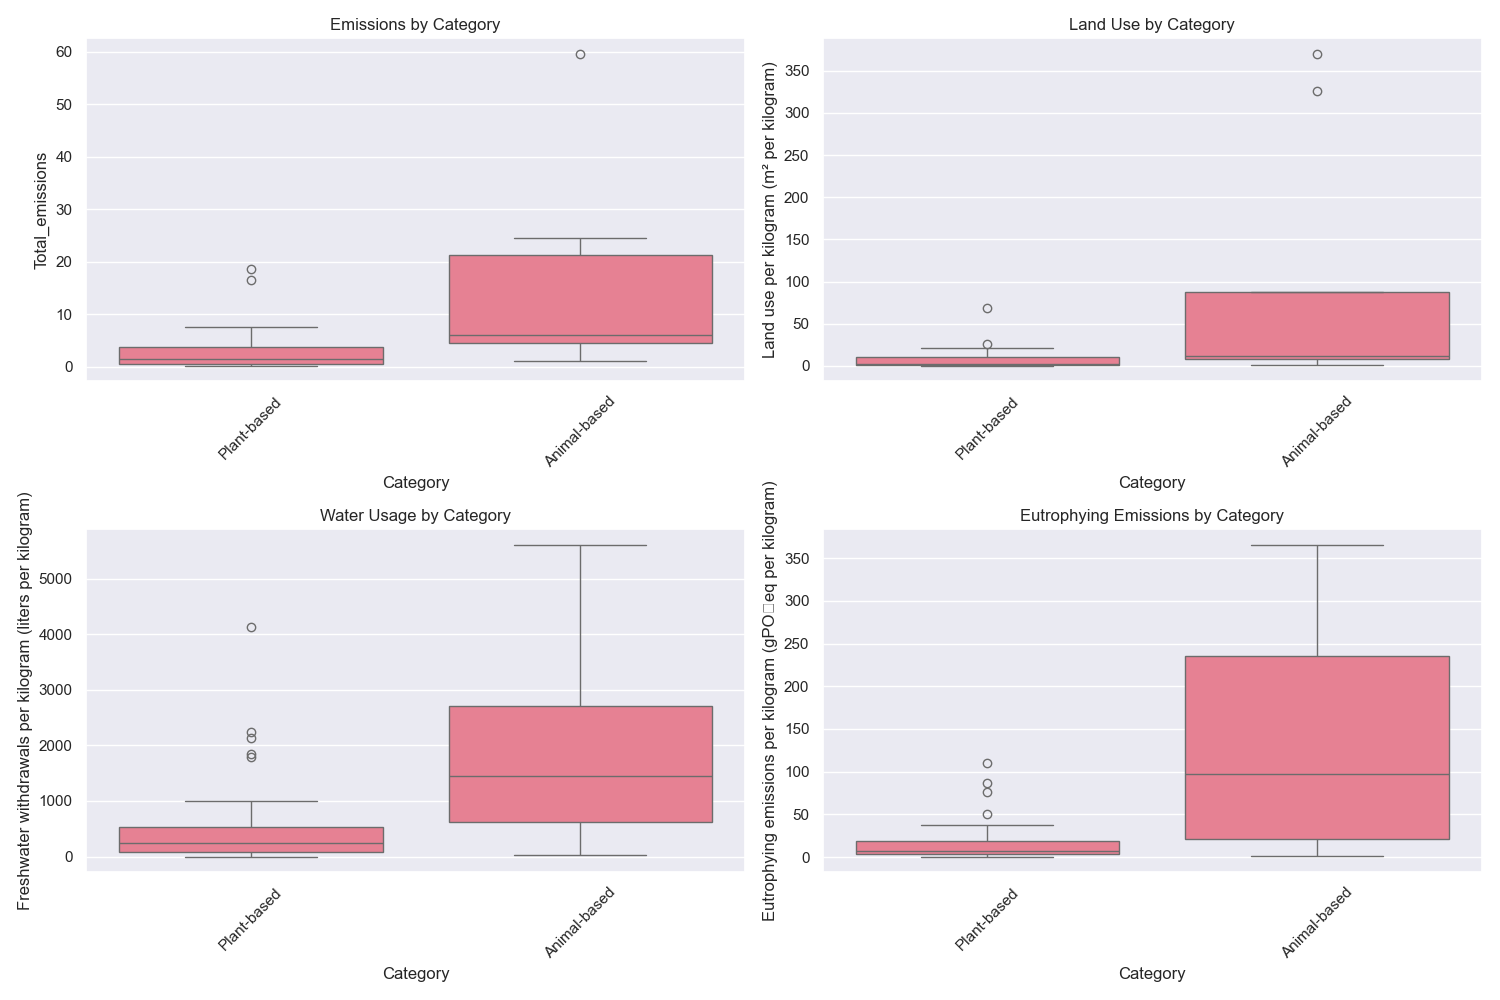 Emissions by Category
Total_emissions
60
50
40
30
20
10
0
Plant-based
Animal-based
Category
Land Use by Category
Land use per kilogram (m² per kilogram)
350
300
250
200
150
100
50
0
Plant-based
Animal-based
Category
Water Usage by Category
Freshwater withdrawals per kilogram (liters per kilogram)
5000
4000
3000
2000
1000
0
Plant-based
Animal-based
Category
Eutrophying Emissions by Category
Eutrophying emissions per kilogram (gPO□eq per kilogram)
350
300
250
200
150
100
50
0
Plant-based
Animal-based
Category